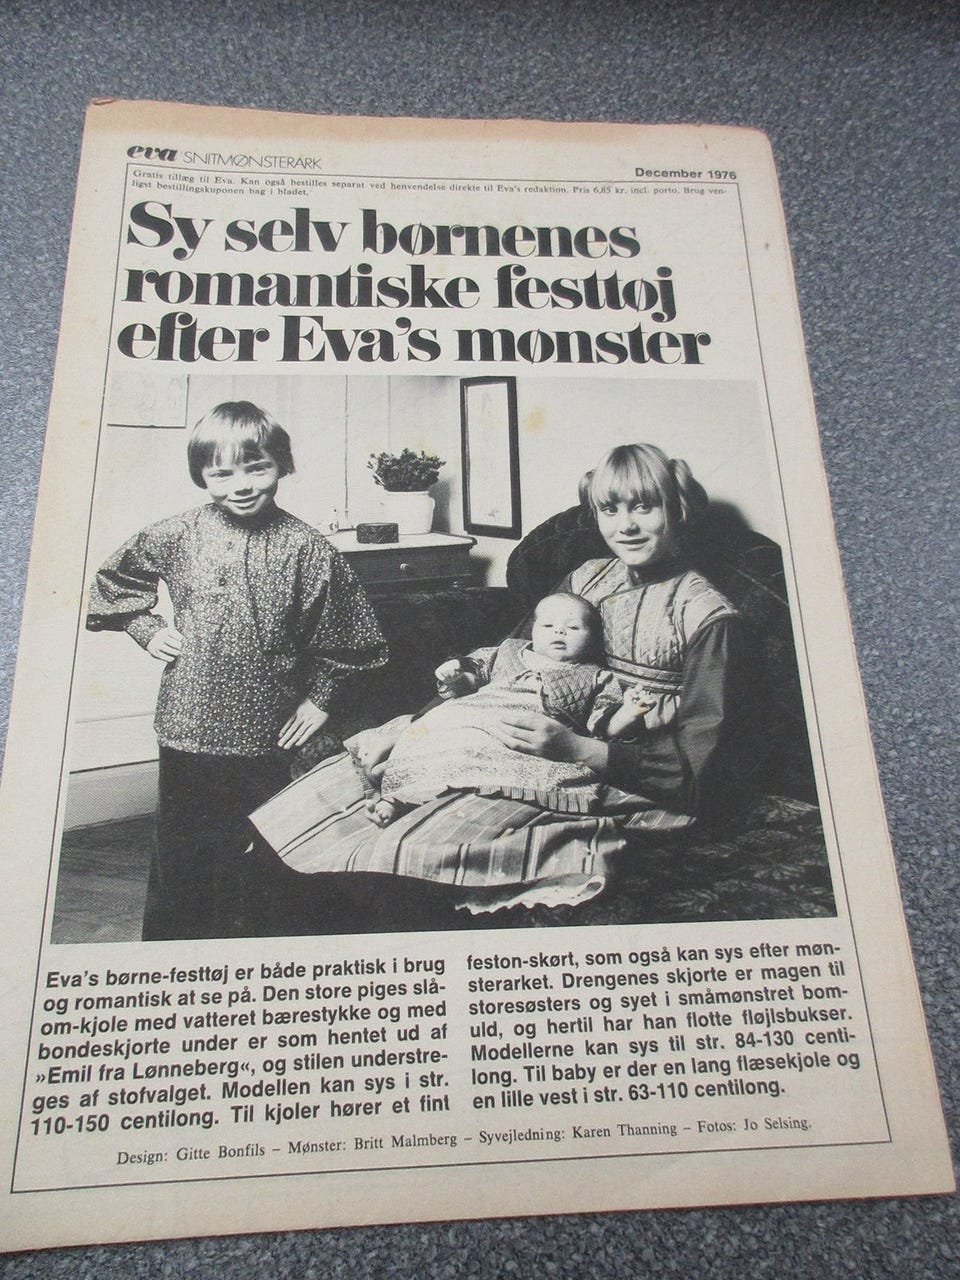 eva SNITMØNSTERARK
December 1976
Gratis tillæg til Eva. Kan også bestilles separat ved henvendelse direkte til Eva's redaktion. Pris 6,85 kr. incl. porto. Brug ven-
ligst bestillingskuponen bag i bladet.
Sy selv børnenes
romantiske festtøj
efter Eva's mønster
Eva's børne-festtøj er både praktisk i brug
og romantisk at se på. Den store piges slå-
om-kjole med vatteret bærestykke og med
bondeskjorte under er som hentet ud af
»Emil fra Lønneberg«, og stilen understre-
ges af stofvalget. Modellen kan sys i str.
110-150 centilong. Til kjoler hører et fint
feston-skørt, som også kan sys efter møn-
sterarket. Drengenes skjorte er magen til
storesøsters og syet i småmønstret bom-
uld, og hertil har han flotte fløjlsbukser.
Modellerne kan sys til str. 84-130 centi-
long. Til baby er der en lang flæsekjole og
en lille vest i str. 63-110 centilong.
Design: Gitte Bonfils – Mønster: Britt Malmberg – Syvejledning: Karen Thanning – Fotos: Jo Selsing.